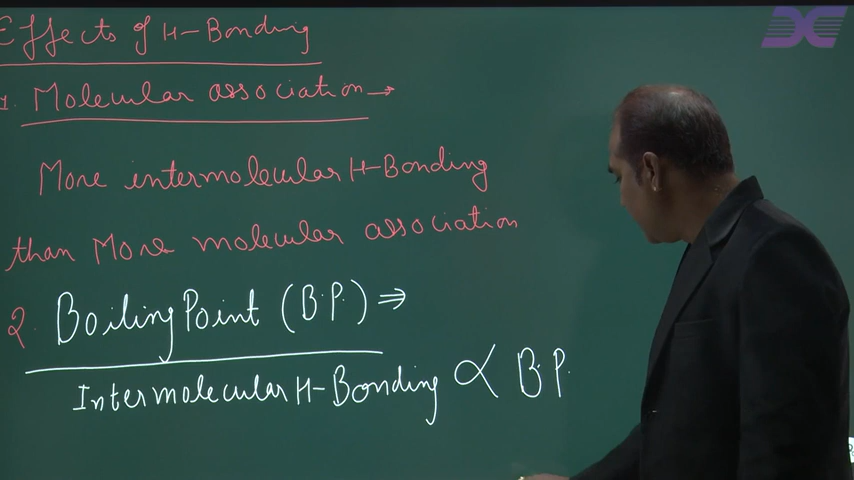 Effects of H-Bonding
1. Molecular association →
More intermolecular H-Bonding
than More molecular association
2. Boiling Point (B.P.) ⇒
Intermolecular H-Bonding ∝ B.P.